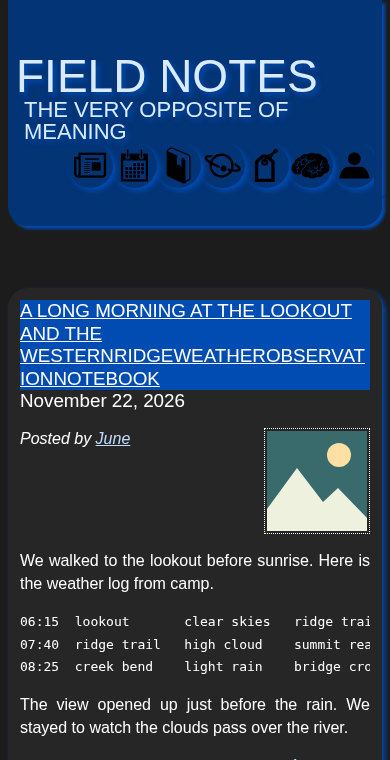 FIELD NOTES
THE VERY OPPOSITE OF
MEANING
A LONG MORNING AT THE LOOKOUT
AND THE
WESTERNRIDGEWEATHEROBSERVAT
IONNOTEBOOK
November 22, 2026
Posted by June
We walked to the lookout before sunrise. Here is
the weather log from camp.
06:15 lookout clear skies ridge
07:40 ridge trail high cloud summit
08:25 creek bend light rain bridge
The view opened up just before the rain. We
stayed to watch the clouds pass over the river.